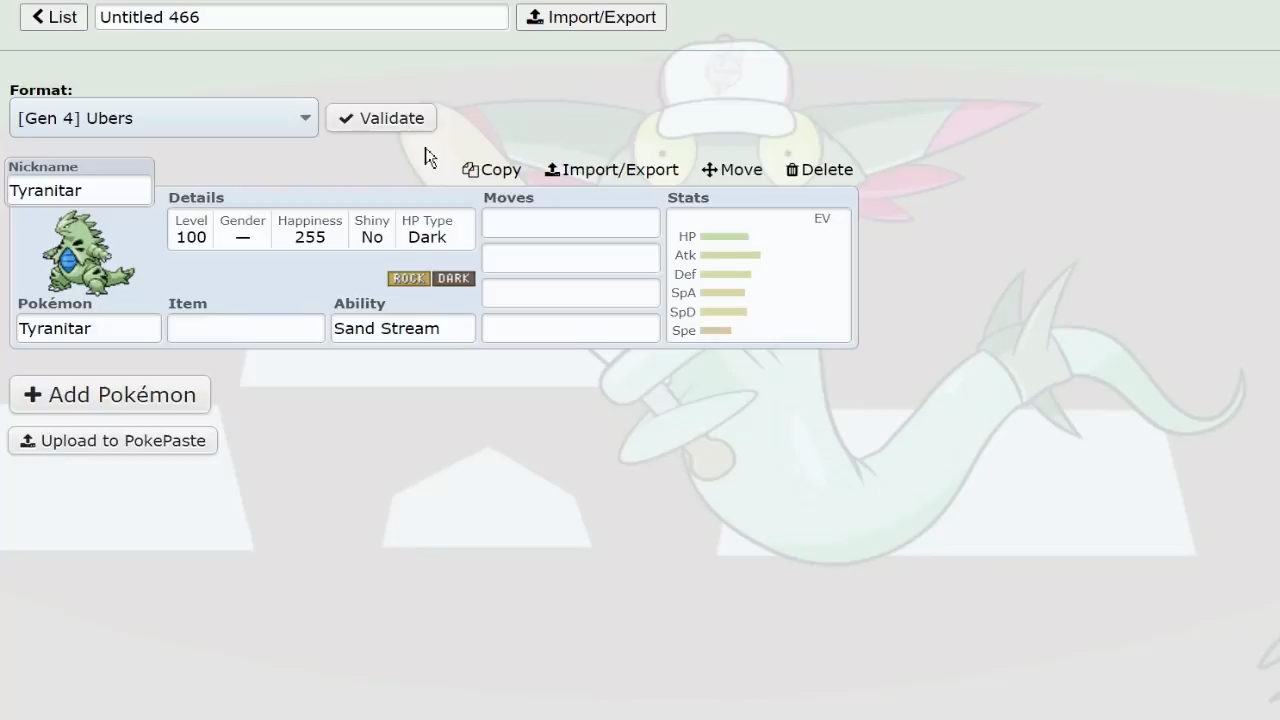 List
Untitled 466
Import/Export
Format:
[Gen 4] Ubers
Validate
Copy
Import/Export
Move
Delete
Nickname
Tyranitar
Details
Level
100
Gender
—
Happiness
255
Shiny
No
HP Type
Dark
ROCK DARK
Pokémon
Tyranitar
Item
Ability
Sand Stream
Moves
Stats
EV
HP
Atk
Def
SpA
SpD
Spe
Add Pokémon
Upload to PokePaste